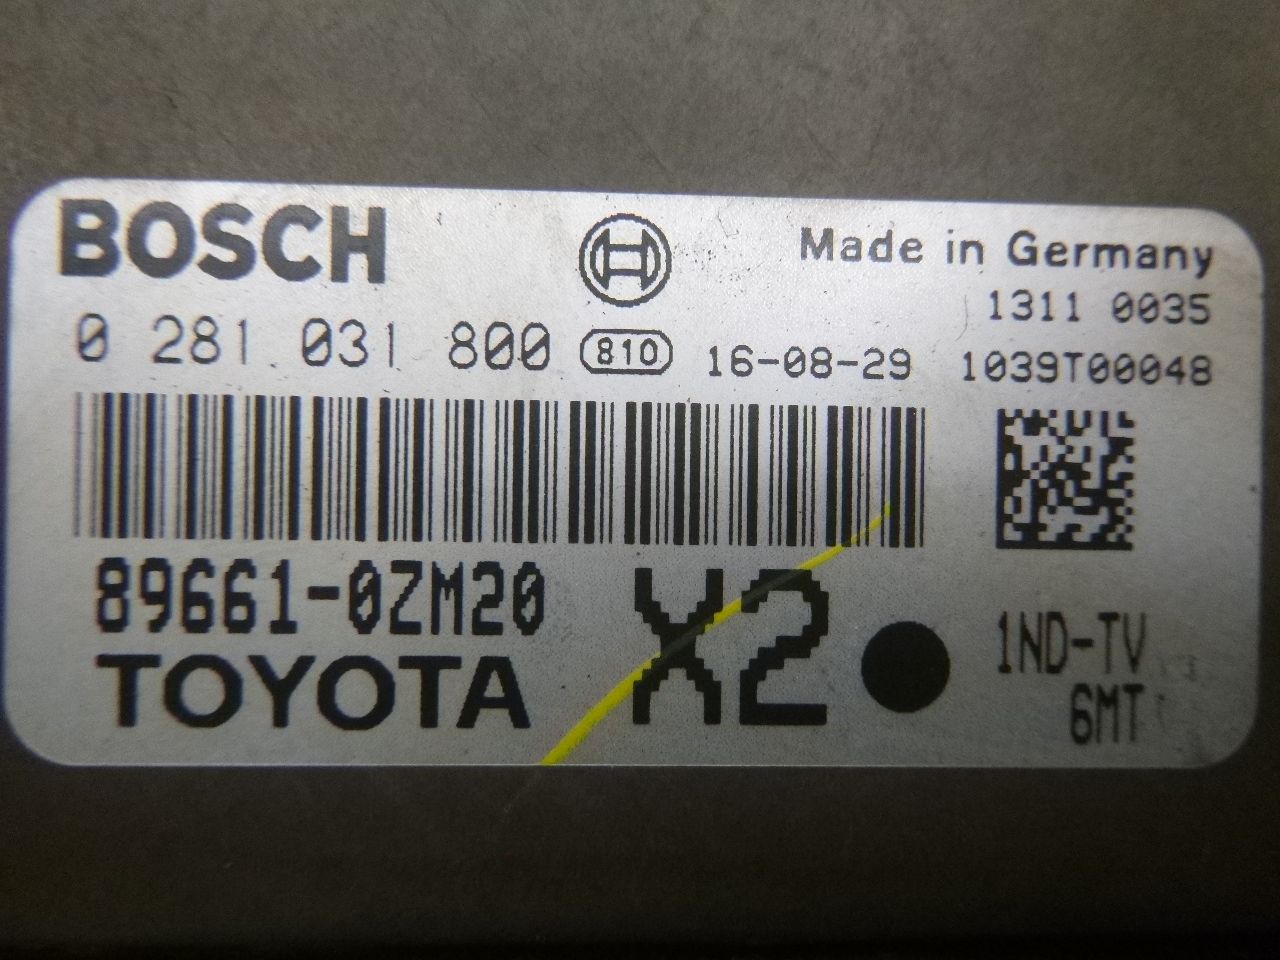 BOSCH
Made in Germany
1311 0035
0 281 031 800 810 16-08-29 1039T00048
89661-0ZM20 X2
TOYOTA
1ND-TV
6MT